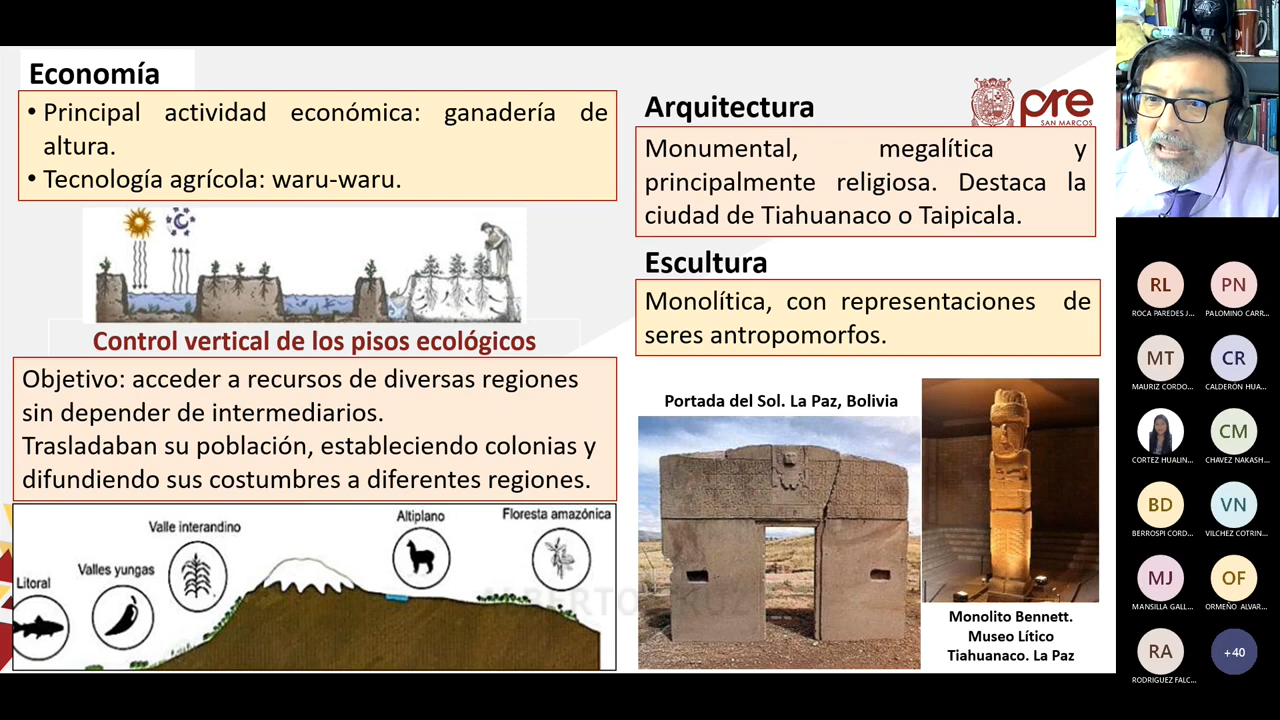 Economía
• Principal actividad económica: ganadería de
altura.
• Tecnología agrícola: waru-waru.
Control vertical de los pisos ecológicos
Objetivo: acceder a recursos de diversas regiones
sin depender de intermediarios.
Trasladaban su población, estableciendo colonias y
difundiendo sus costumbres a diferentes regiones.
Litoral
Valles yungas
Valle interandino
Altiplano
Floresta amazónica
pre
SAN MARCOS
Arquitectura
Monumental, megalítica y
principalmente religiosa. Destaca la
ciudad de Tiahuanaco o Taipicala.
Escultura
Monolítica, con representaciones de
seres antropomorfos.
Portada del Sol. La Paz, Bolivia
Monolito Bennett.
Museo Lítico
Tiahuanaco. La Paz
RL
ROCA PAREDES J...
PN
PALOMINO CARR...
MT
MAURIZ CORDO...
CR
CALDERÓN HUA...
CORTEZ HUALIN...
CM
CHAVEZ NAKASH...
BD
BERROSPI CORD...
VN
VILCHEZ COTRIN...
MJ
MANSILLA GALL...
OF
ORMEÑO ALVAR...
RA
RODRIGUEZ FALC...
+40